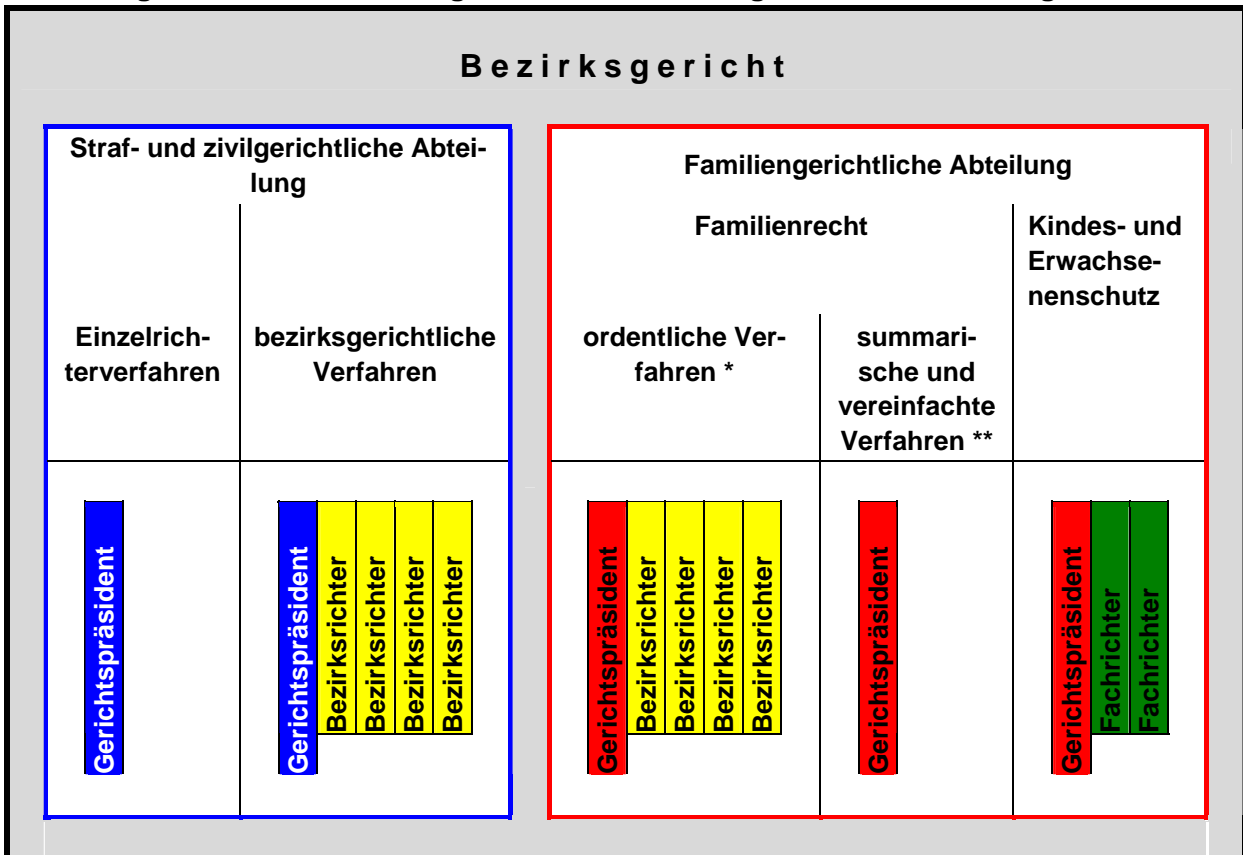 Bezirksgericht
Straf- und zivilgerichtliche Abtei-
lung
Einzelrich-
terverfahren
bezirksgerichtliche
Verfahren
Gerichtspräsident
Gerichtspräsident
Bezirksrichter
Bezirksrichter
Bezirksrichter
Bezirksrichter
Familiengerichtliche Abteilung
Familienrecht
Kindes- und
Erwachse-
nenschutz
ordentliche Ver-
fahren *
summari-
sche und
vereinfachte
Verfahren **
Gerichtspräsident
Bezirksrichter
Bezirksrichter
Bezirksrichter
Bezirksrichter
Gerichtspräsident
Gerichtspräsident
Fachrichter
Fachrichter